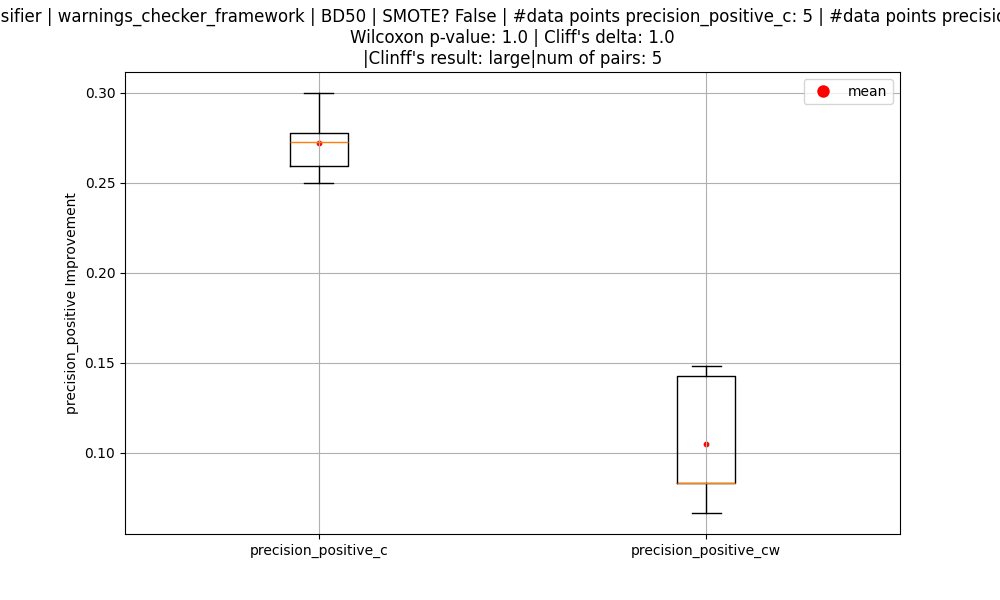 | warnings_checker_framework | BD50 | SMOTE? False | #data points precision_positive_c: 5 | #data points
Wilcoxon p-value: 1.0 | Cliff's delta: 1.0
|Clinff's result: large|num of pairs: 5
mean
0.30
0.25
0.20
0.15
0.10
precision_positive Improvement
precision_positive_c
precision_positive_cw